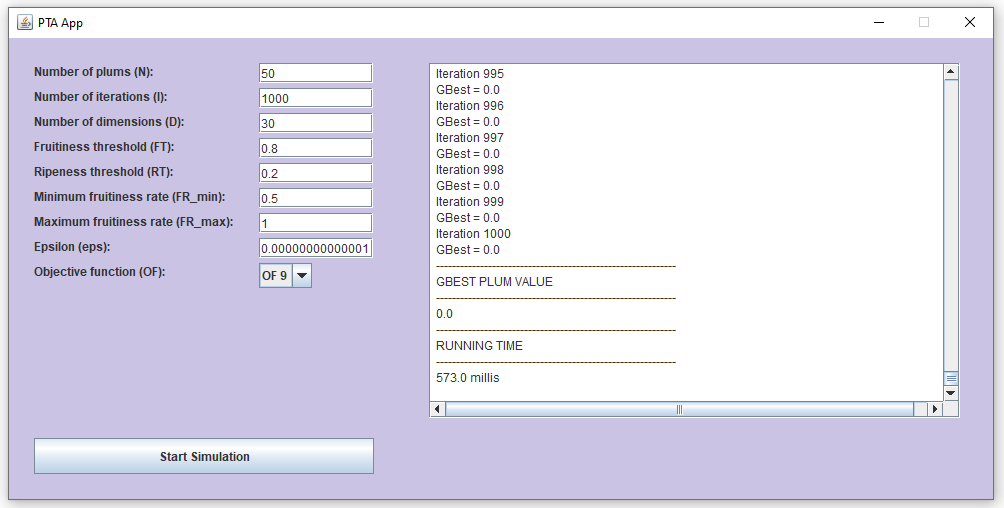 PTA App
Number of plums (N): 50
Number of iterations (I): 1000
Number of dimensions (D): 30
Fruitiness threshold (FT): 0.8
Ripeness threshold (RT): 0.2
Minimum fruitiness rate (FR_min): 0.5
Maximum fruitiness rate (FR_max): 1
Epsilon (eps): 0.00000000000001
Objective function (OF): OF 9
Start Simulation
Iteration 995
GBest = 0.0
Iteration 996
GBest = 0.0
Iteration 997
GBest = 0.0
Iteration 998
GBest = 0.0
Iteration 999
GBest = 0.0
Iteration 1000
GBest = 0.0
------------------------------------------------------------
GBEST PLUM VALUE
------------------------------------------------------------
0.0
------------------------------------------------------------
RUNNING TIME
------------------------------------------------------------
573.0 millis